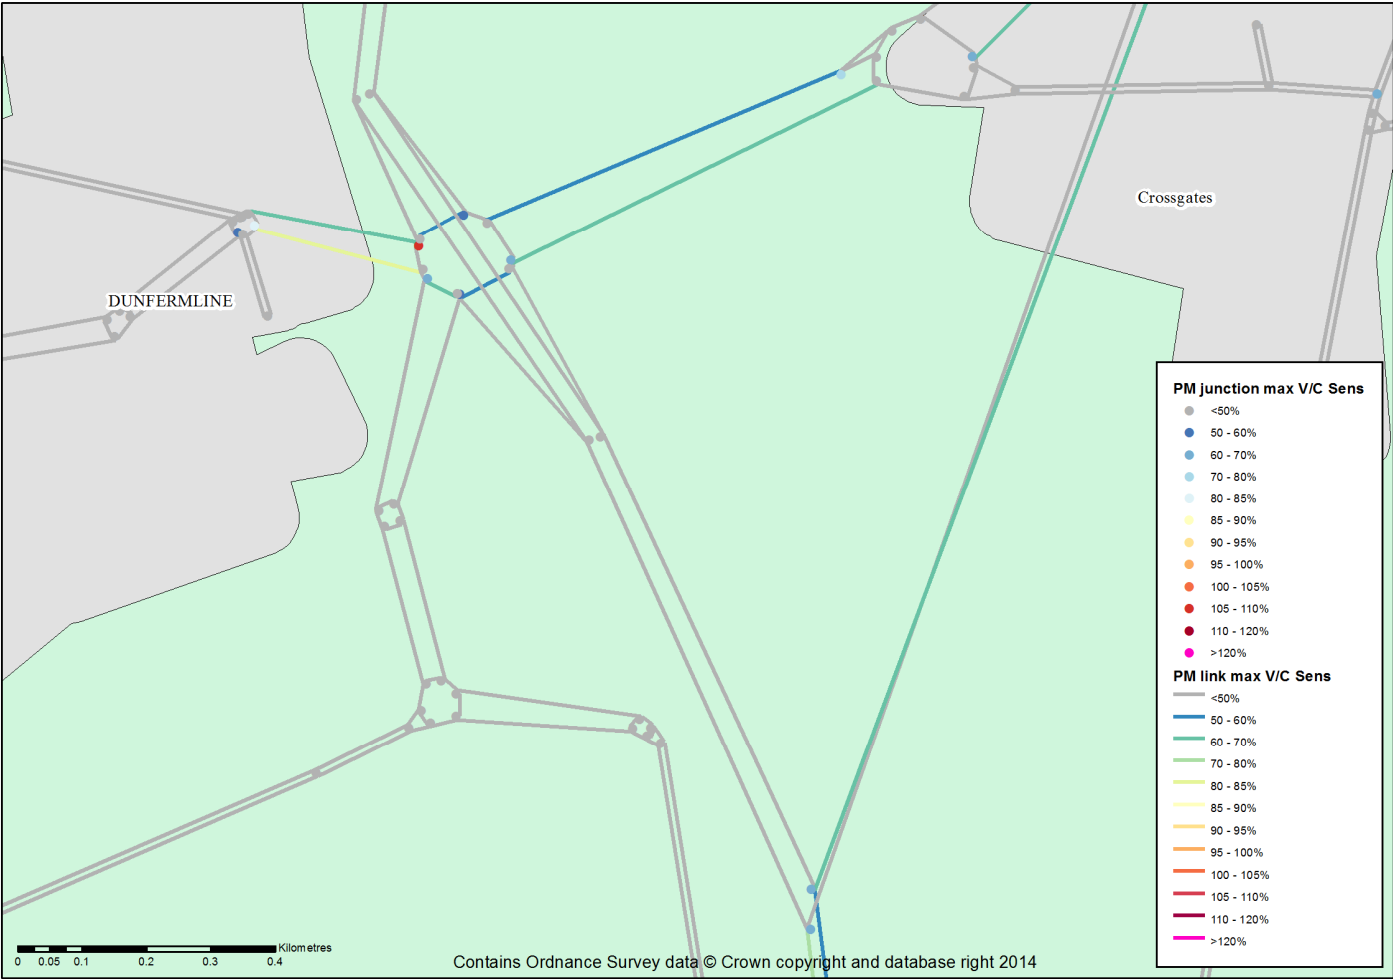 Crossgates
DUNFERMLINE
PM junction max V/C Sens
<50%
50 - 60%
60 - 70%
70 - 80%
80 - 85%
85 - 90%
90 - 95%
95 - 100%
100 - 105%
105 - 110%
110 - 120%
>120%
PM link max V/C Sens
<50%
50 - 60%
60 - 70%
70 - 80%
80 - 85%
85 - 90%
90 - 95%
95 - 100%
100 - 105%
105 - 110%
110 - 120%
>120%
Kilometres
0 0.05 0.1 0.2 0.3 0.4
Contains Ordnance Survey data © Crown copyright and database right 2014